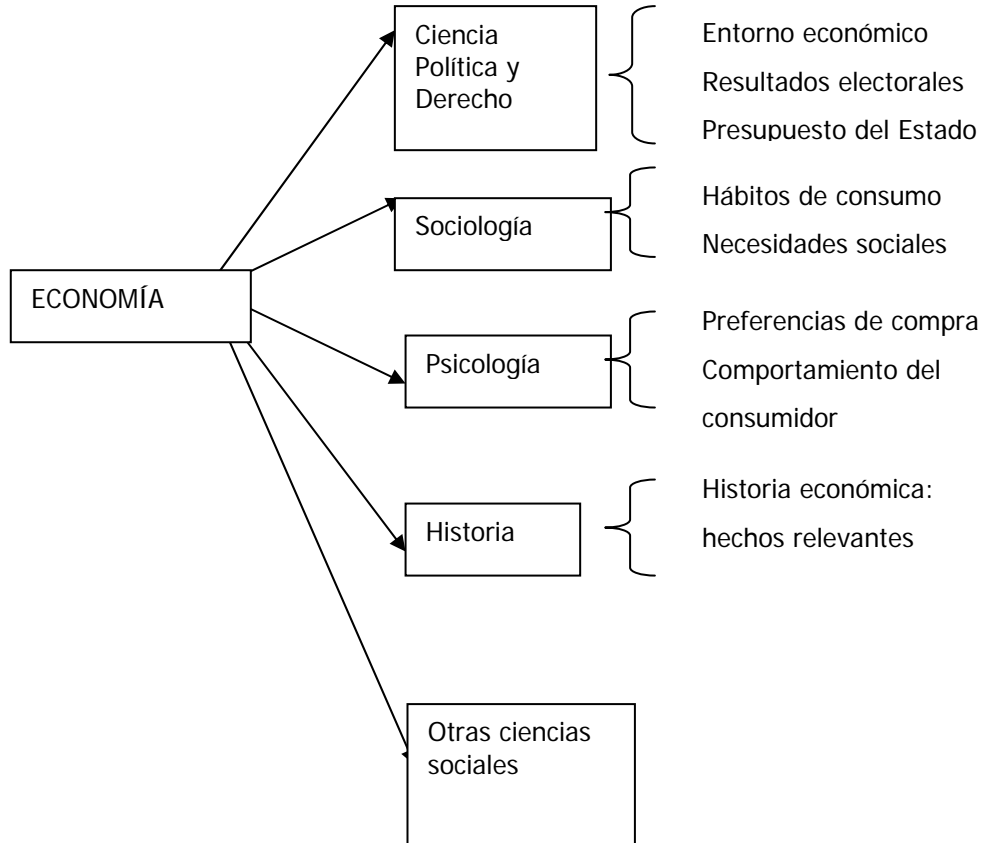 Ciencia
Política y
Derecho
Entorno económico
Resultados electorales
Presupuesto del Estado
Sociología
Hábitos de consumo
Necesidades sociales
ECONOMÍA
Psicología
Preferencias de compra
Comportamiento del
consumidor
Historia
Historia económica:
hechos relevantes
Otras ciencias
sociales